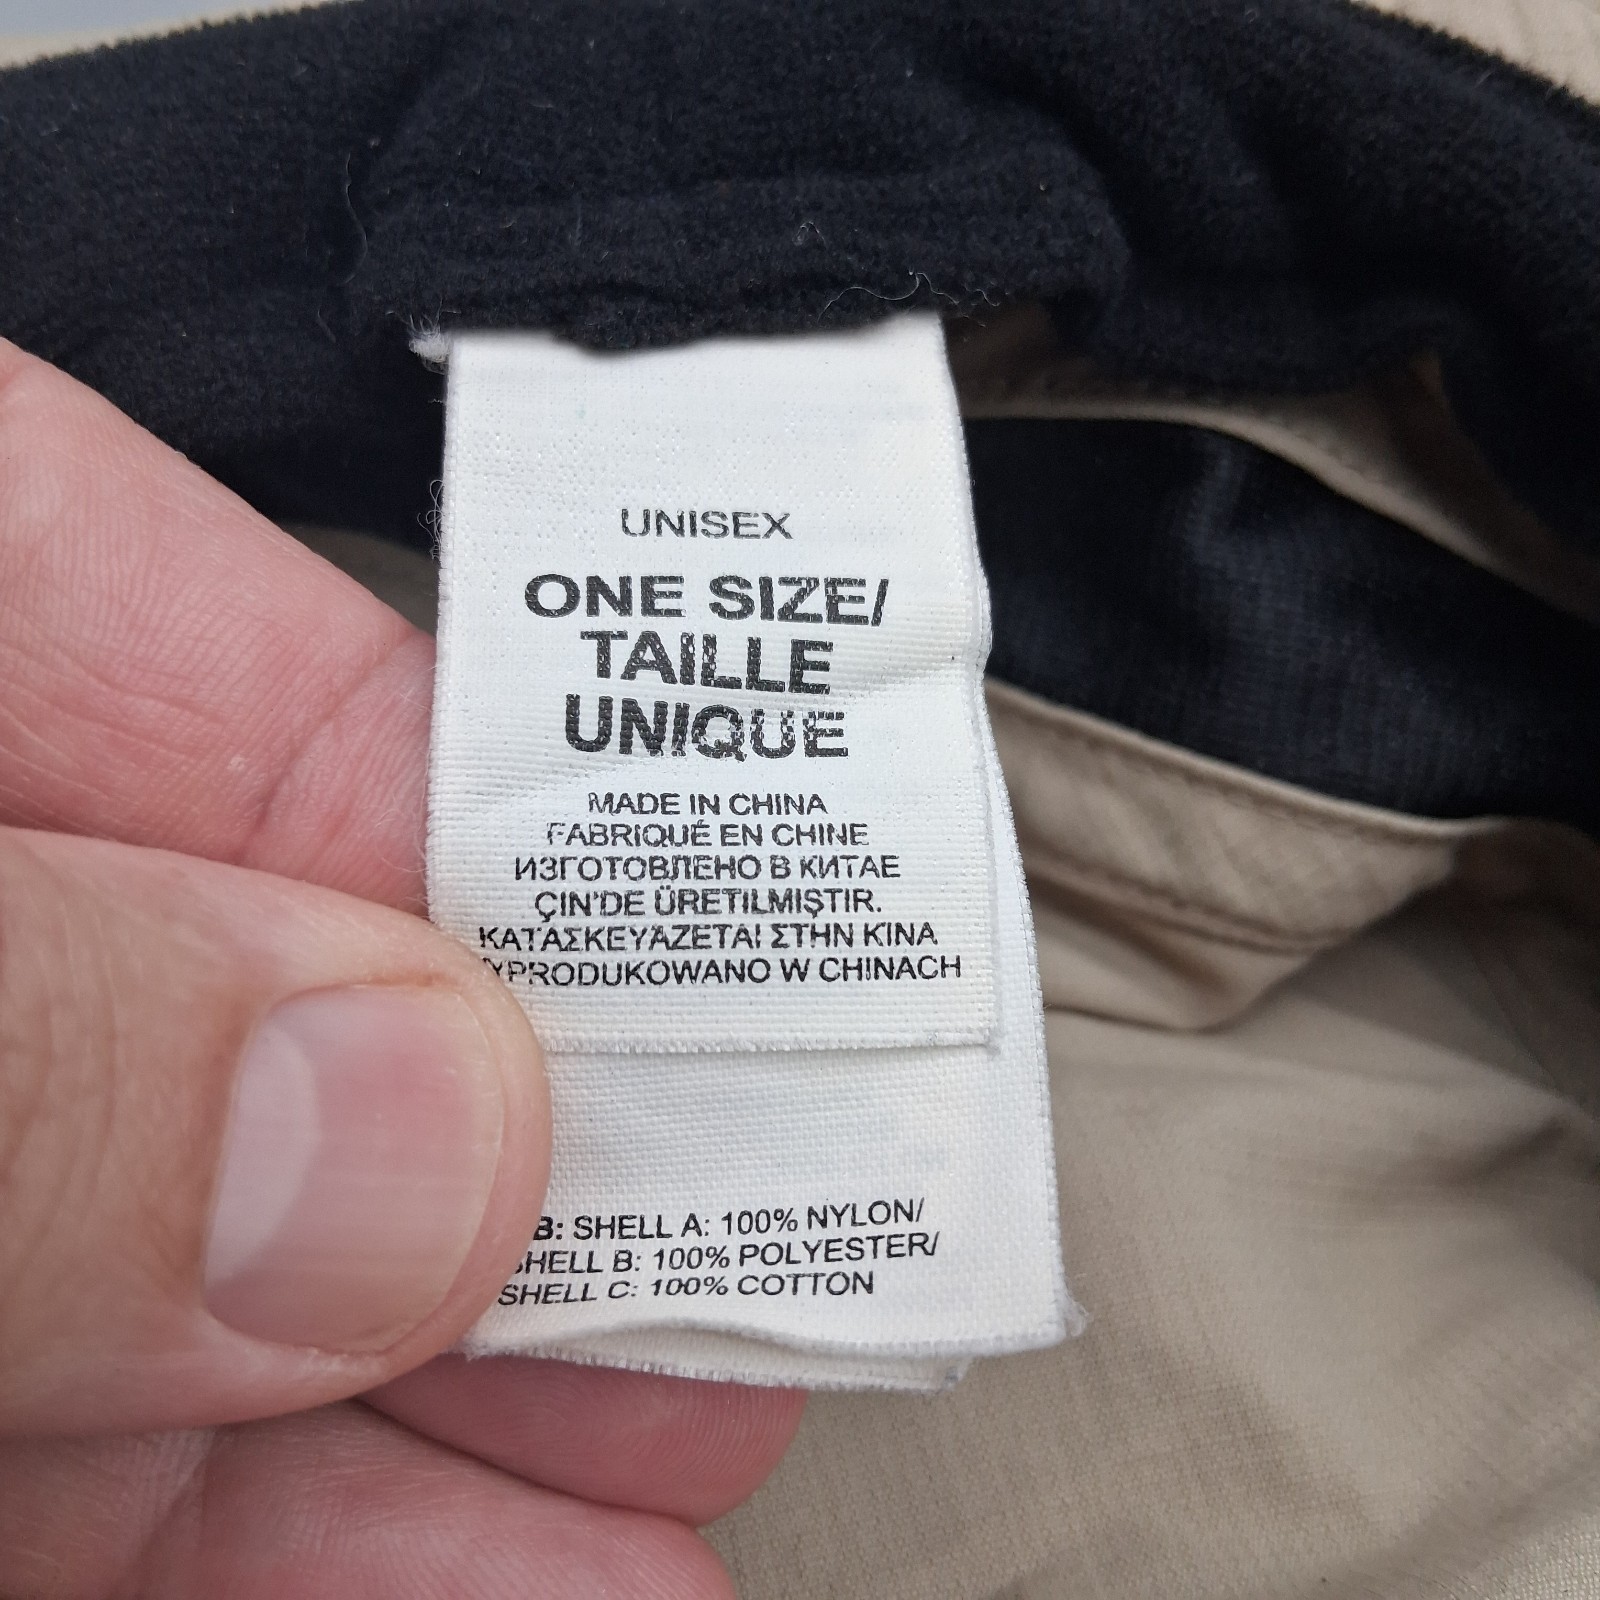 UNISEX
ONE SIZE/
TAILLE
UNIQUE
MADE IN CHINA
FABRIQUÉ EN CHINE
ИЗГОТОВЛЕНО В КИТАЕ
ÇIN'DE ÜRETILMIŞTIR.
ΚΑΤΑΣΚΕΥΑΖΕΤΑΙ ΣΤΗΝ ΚΙΝΑ
WYPRODUKOWANO W CHINACH
B: SHELL A: 100% NYLON/
SHELL B: 100% POLYESTER/
SHELL C: 100% COTTON